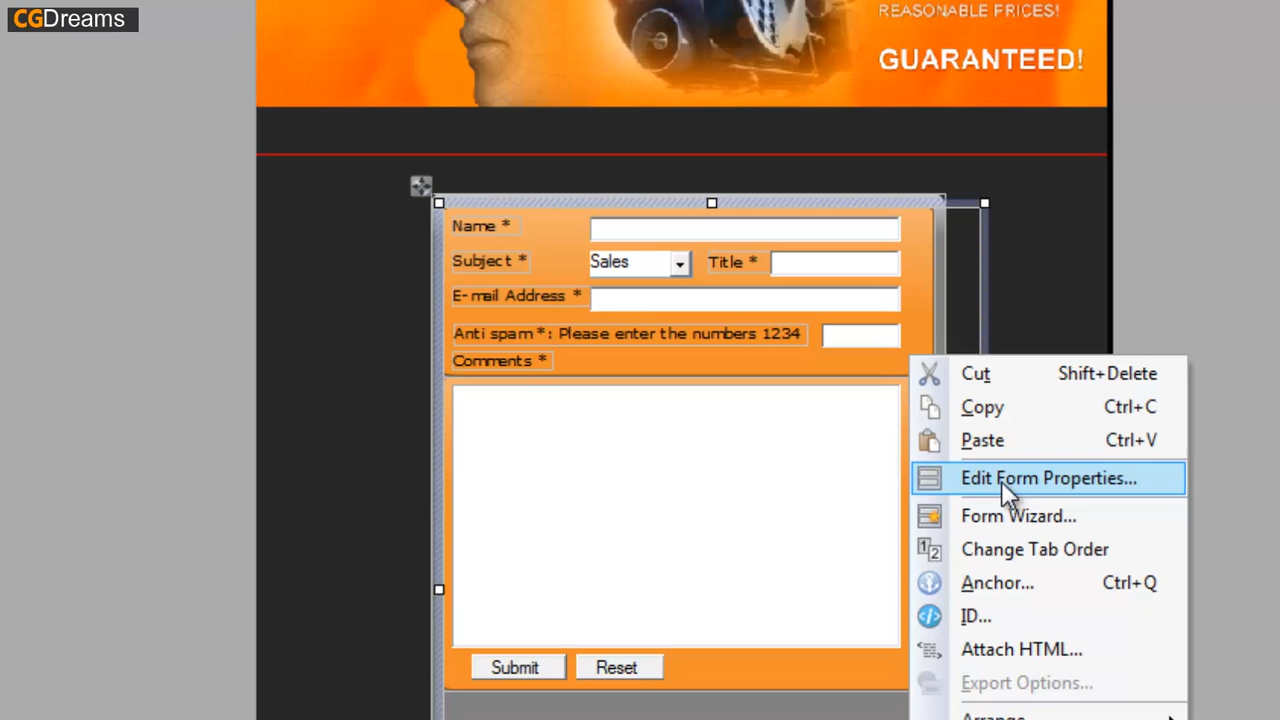 CGDreams
REASONABLE PRICES!
GUARANTEED!
Name *
Subject * Sales Title *
E-mail Address *
Anti spam*: Please enter the numbers 1234
Comments *
Submit Reset
Cut Shift+Delete
Copy Ctrl+C
Paste Ctrl+V
Edit Form Properties...
Form Wizard...
Change Tab Order
Anchor... Ctrl+Q
ID...
Attach HTML...
Export Options...
Arrange